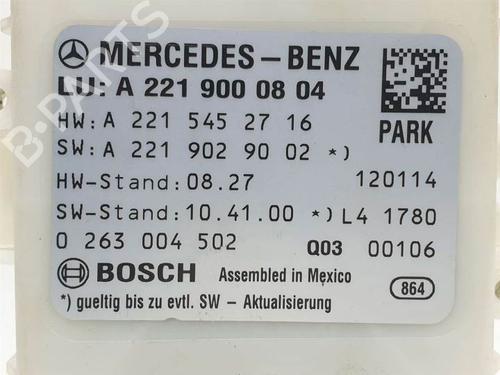 MERCEDES-BENZ
LU: A 221 900 08 04
HW: A 221 545 27 16
PARK
SW: A 221 902 90 02 *)
HW-Stand: 08.27 120114
SW-Stand: 10.41.00 *) L4 1780
0 263 004 502 Q03 00106
BOSCH Assembled in Mexico
*) gueltig bis zu evtl. SW - Aktualisierung
864
B-PARTS